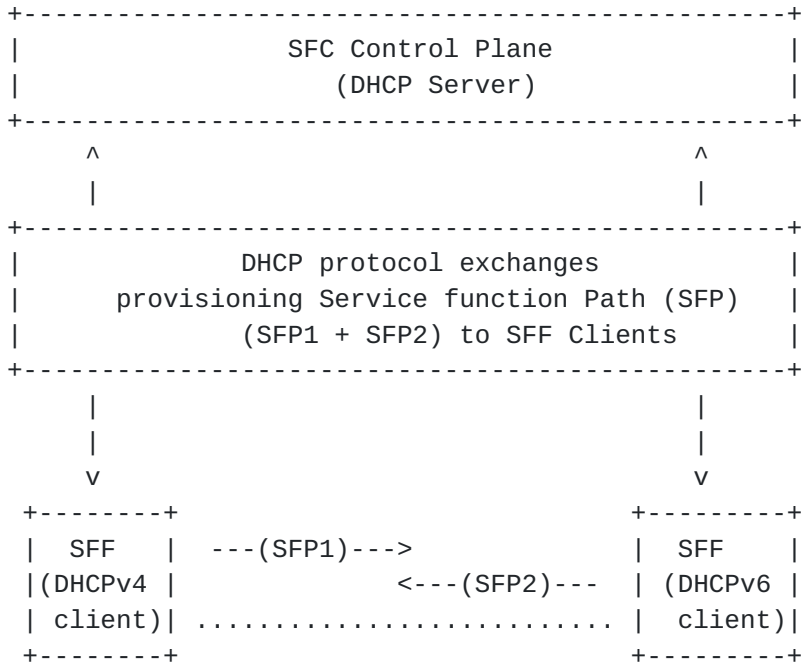 +-------------------------------------------------+
|                 SFC Control Plane               |
|                    (DHCP Server)                |
+-------------------------------------------------+
     ^                                      ^
     |                                      |
+-------------------------------------------------+
|              DHCP protocol exchanges            |
|      provisioning Service function Path (SFP)   |
|              (SFP1 + SFP2) to SFF Clients       |
+-------------------------------------------------+
     |                                      |
     |                                      |
     v                                      v
 +--------+                             +---------+
 |  SFF   |  ---(SFP1)--->              |  SFF    |
 |(DHCPv4 |              <---(SFP2)---  | (DHCPv6 |
 | client)| ........................... |  client)|
 +--------+                             +---------+